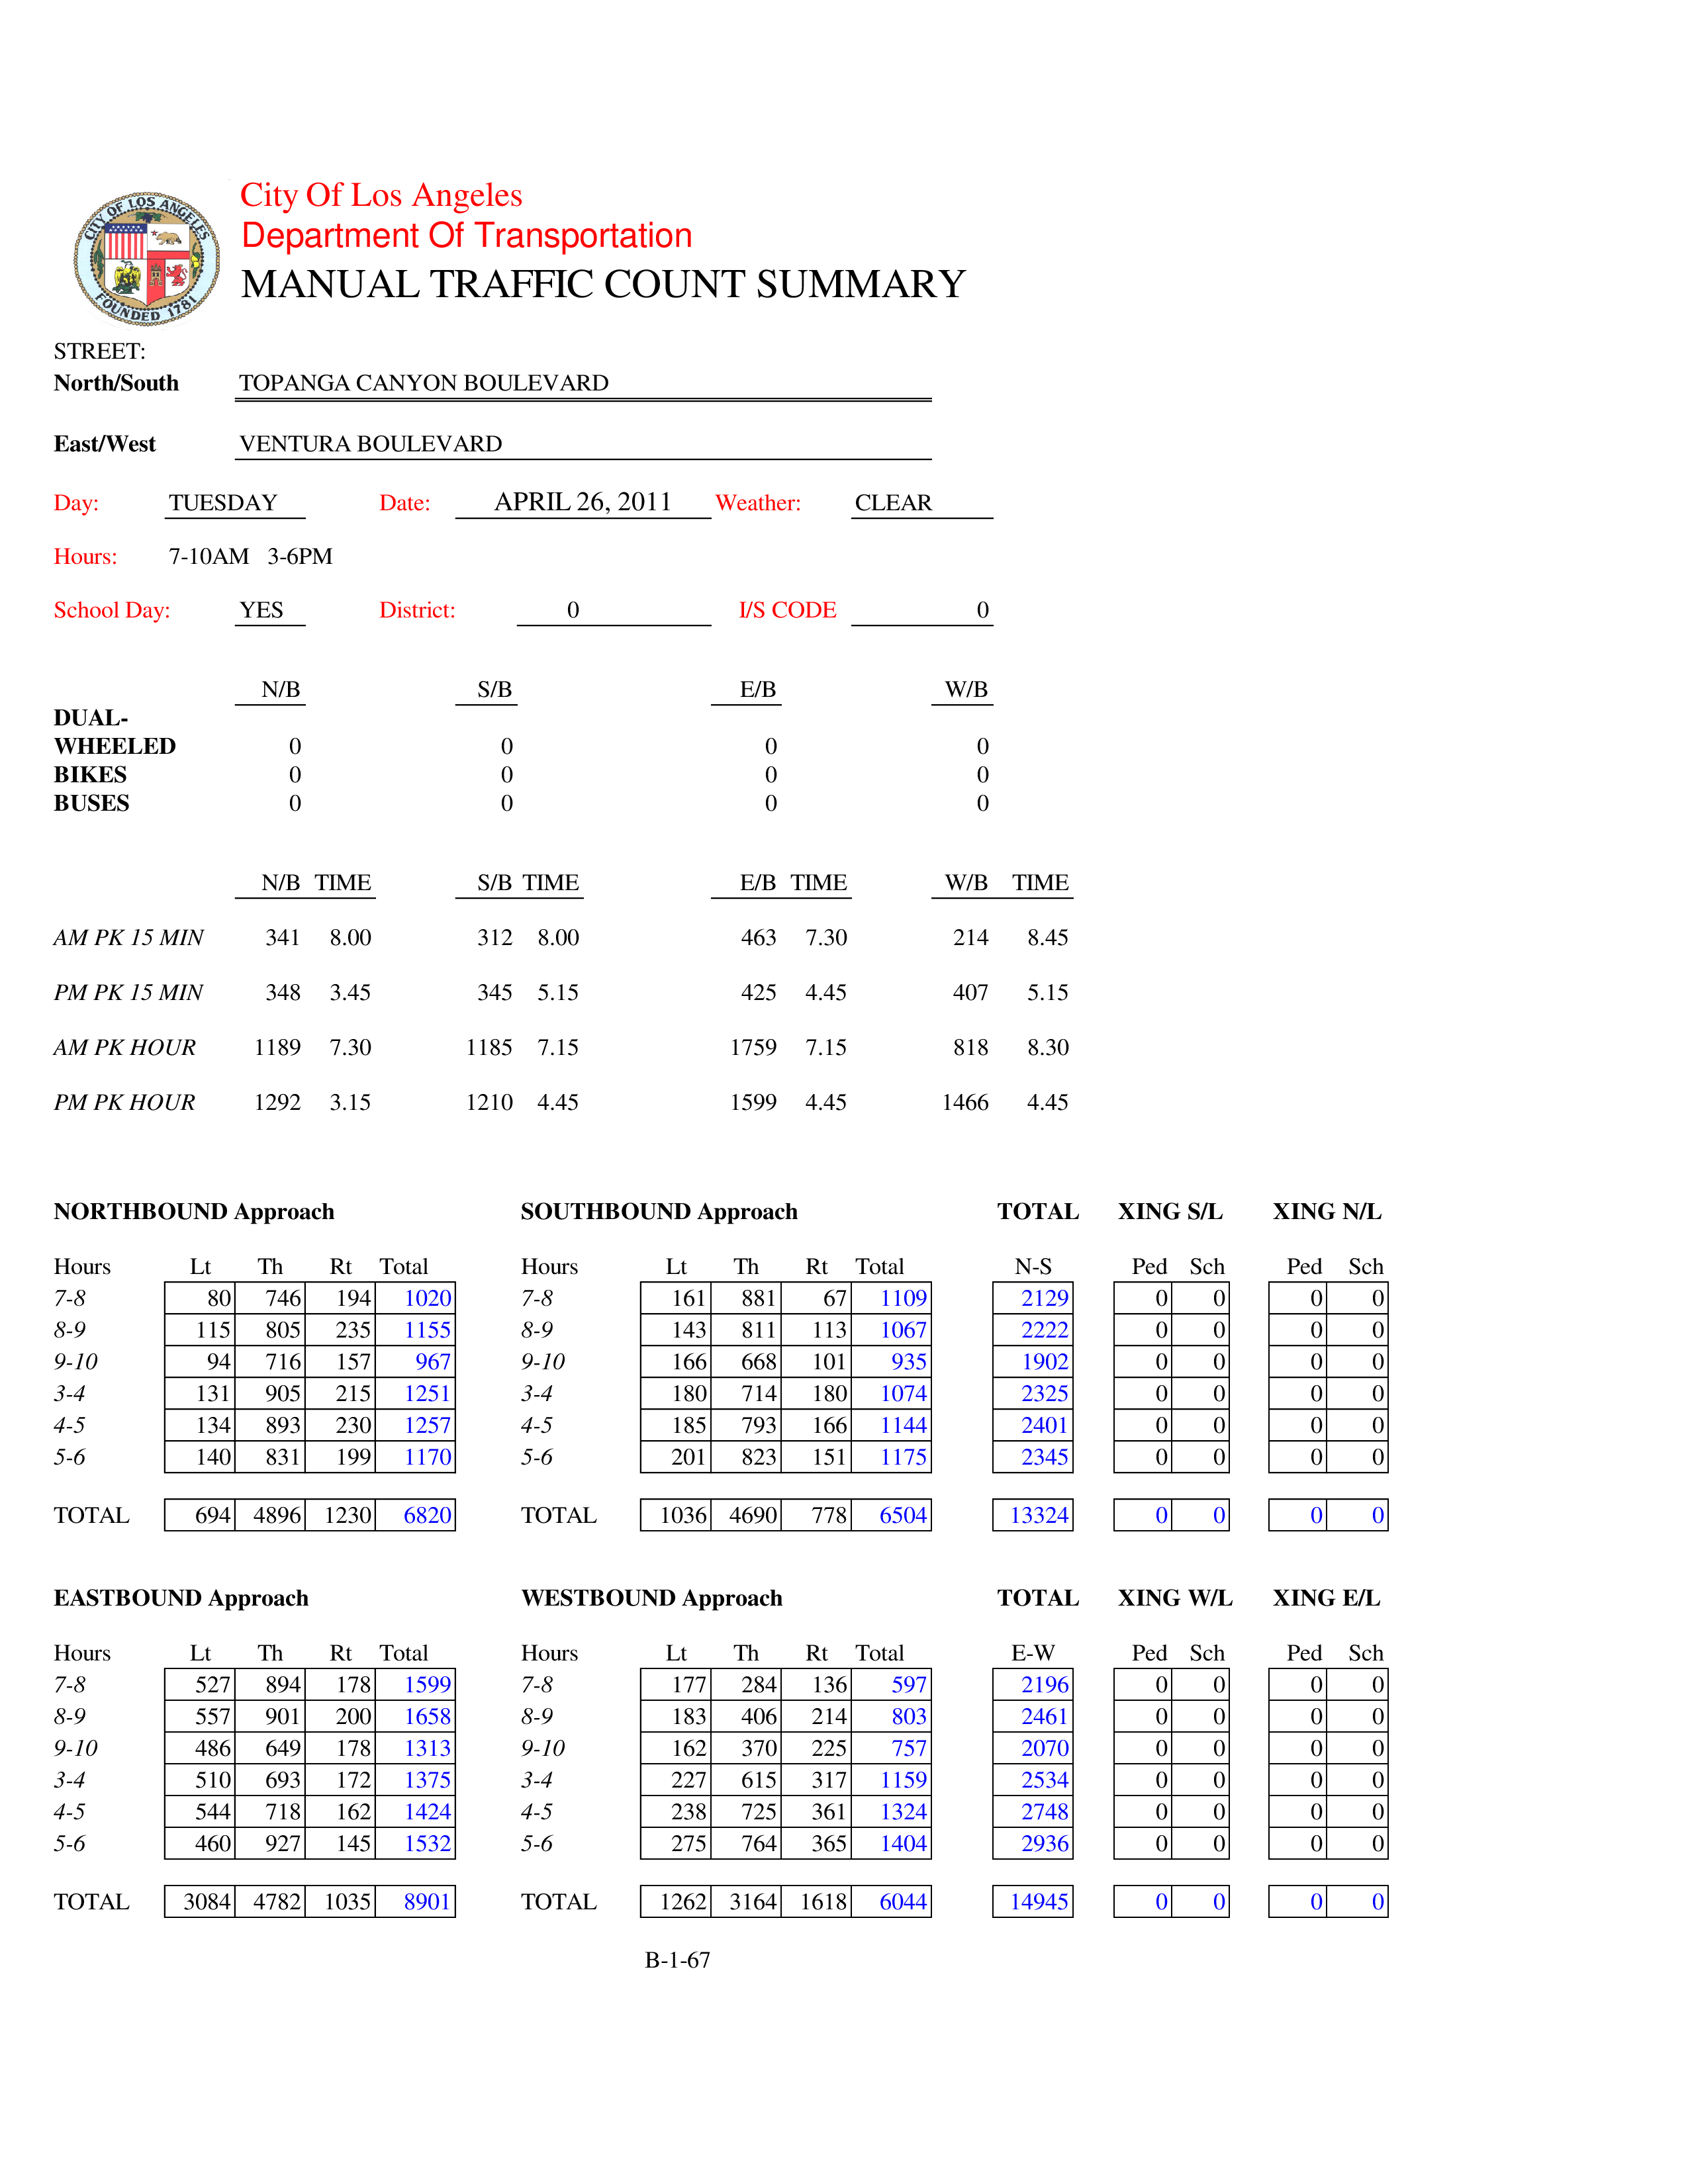 CITY OF LOS ANGELES
FOUNDED 1781
City Of Los Angeles
Department Of Transportation
MANUAL TRAFFIC COUNT SUMMARY
STREET:
North/South TOPANGA CANYON BOULEVARD
East/West VENTURA BOULEVARD
Day: TUESDAY Date: APRIL 26, 2011 Weather: CLEAR
Hours: 7-10AM 3-6PM
School Day: YES District: 0 I/S CODE 0
N/B S/B E/B W/B
DUAL-
WHEELED 0 0 0 0
BIKES 0 0 0 0
BUSES 0 0 0 0
N/B TIME S/B TIME E/B TIME W/B TIME
AM PK 15 MIN 341 8.00 312 8.00 463 7.30 214 8.45
PM PK 15 MIN 348 3.45 345 5.15 425 4.45 407 5.15
AM PK HOUR 1189 7.30 1185 7.15 1759 7.15 818 8.30
PM PK HOUR 1292 3.15 1210 4.45 1599 4.45 1466 4.45
NORTHBOUND Approach SOUTHBOUND Approach TOTAL XING S/L XING N/L
Hours Lt Th Rt Total Hours Lt Th Rt Total N-S Ped Sch Ped Sch
7-8 80 746 194 1020 7-8 161 881 67 1109 2129 0 0 0 0
8-9 115 805 235 1155 8-9 143 811 113 1067 2222 0 0 0 0
9-10 94 716 157 967 9-10 166 668 101 935 1902 0 0 0 0
3-4 131 905 215 1251 3-4 180 714 180 1074 2325 0 0 0 0
4-5 134 893 230 1257 4-5 185 793 166 1144 2401 0 0 0 0
5-6 140 831 199 1170 5-6 201 823 151 1175 2345 0 0 0 0
TOTAL 694 4896 1230 6820 TOTAL 1036 4690 778 6504 13324 0 0 0 0
EASTBOUND Approach WESTBOUND Approach TOTAL XING W/L XING E/L
Hours Lt Th Rt Total Hours Lt Th Rt Total E-W Ped Sch Ped Sch
7-8 527 894 178 1599 7-8 177 284 136 597 2196 0 0 0 0
8-9 557 901 200 1658 8-9 183 406 214 803 2461 0 0 0 0
9-10 486 649 178 1313 9-10 162 370 225 757 2070 0 0 0 0
3-4 510 693 172 1375 3-4 227 615 317 1159 2534 0 0 0 0
4-5 544 718 162 1424 4-5 238 725 361 1324 2748 0 0 0 0
5-6 460 927 145 1532 5-6 275 764 365 1404 2936 0 0 0 0
TOTAL 3084 4782 1035 8901 TOTAL 1262 3164 1618 6044 14945 0 0 0 0
B-1-67